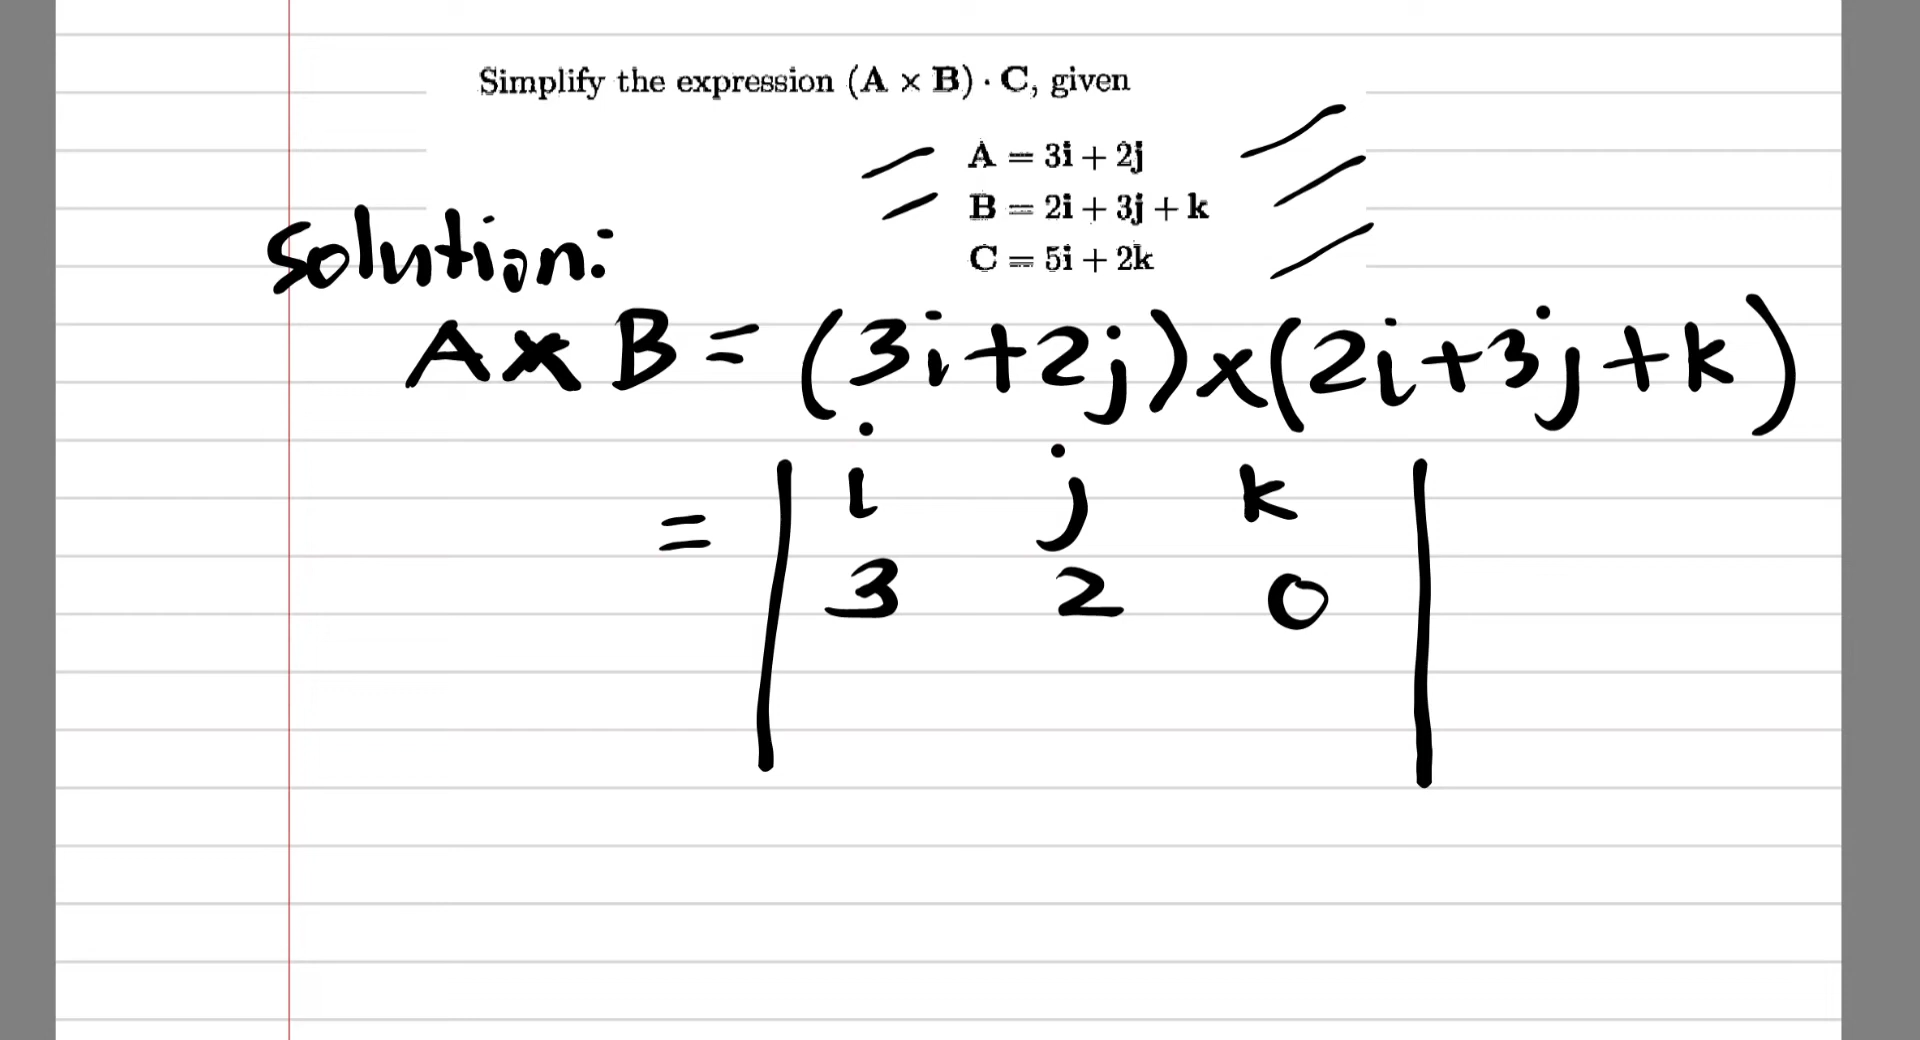 Simplify the expression (A × B) · C, given
A = 3i + 2j
B = 2i + 3j + k
C = 5i + 2k
Solution:
A × B = (3i+2j)×(2i+3j+k)
= | i j k |
3 2 0